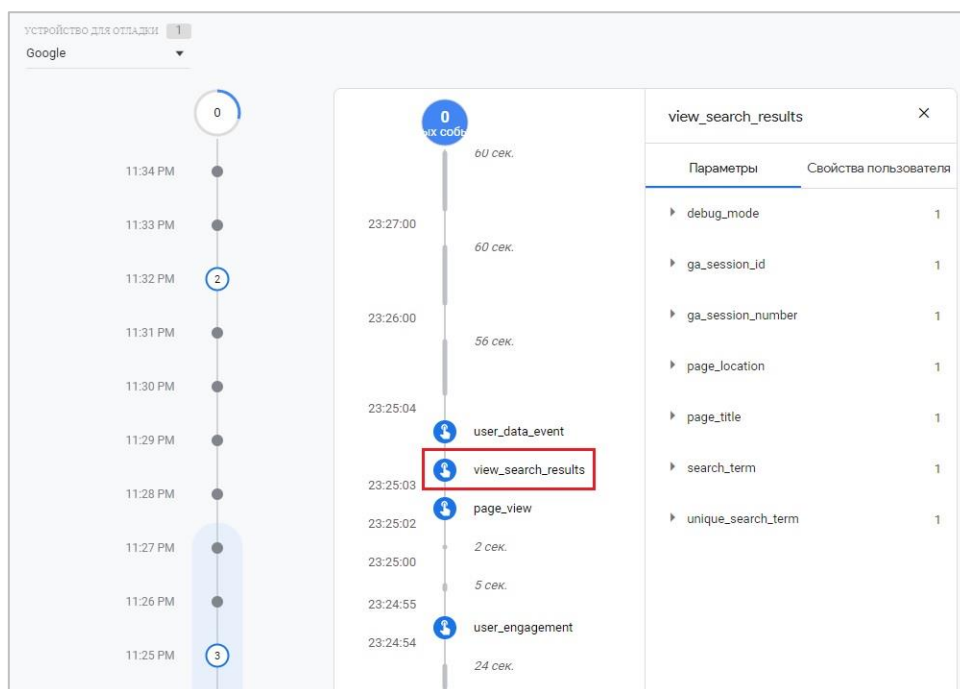 УСТРОЙСТВО ДЛЯ ОТЛАДКИ 1
Google
0
11:34 PM
11:33 PM
11:32 PM 2
11:31 PM
11:30 PM
11:29 PM
11:28 PM
11:27 PM
11:26 PM
11:25 PM 3
0
ых собы
60 сек.
23:27:00
60 сек.
23:26:00
56 сек.
23:25:04
user_data_event
view_search_results
23:25:03
page_view
23:25:02
2 сек.
23:25:00
5 сек.
23:24:55
user_engagement
23:24:54
24 сек.
view_search_results
Параметры Свойства пользователя
debug_mode 1
ga_session_id 1
ga_session_number 1
page_location 1
page_title 1
search_term 1
unique_search_term 1